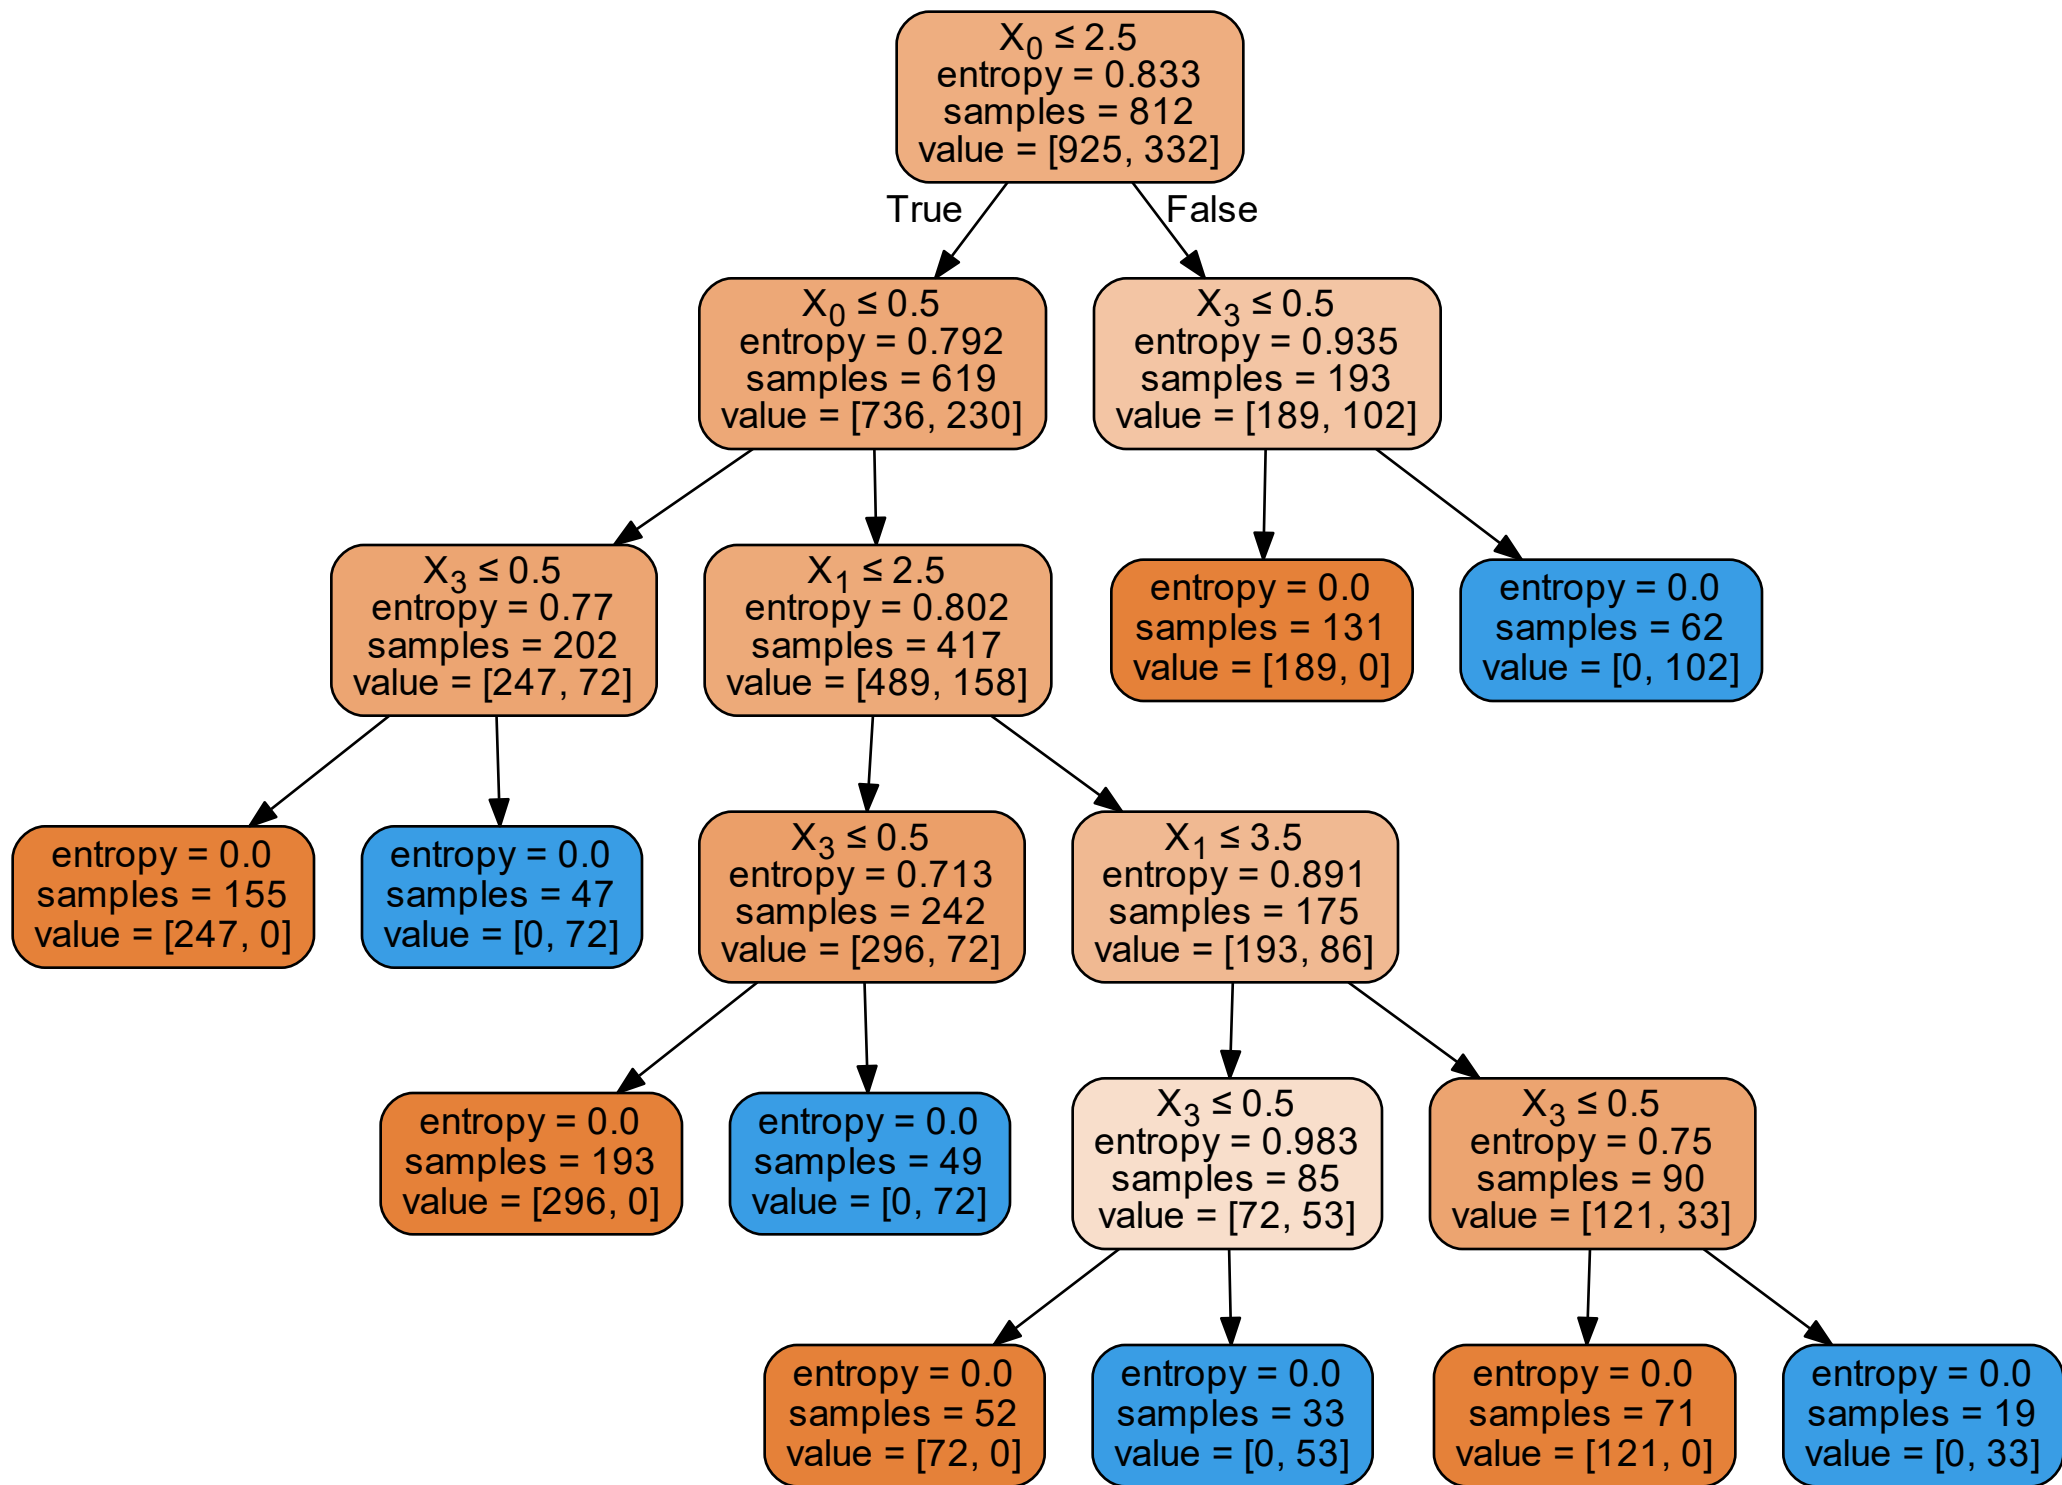 X₀ ≤ 2.5
entropy = 0.833
samples = 812
value = [925, 332]
True
False
X₀ ≤ 0.5
entropy = 0.792
samples = 619
value = [736, 230]
X₃ ≤ 0.5
entropy = 0.935
samples = 193
value = [189, 102]
X₃ ≤ 0.5
entropy = 0.77
samples = 202
value = [247, 72]
X₁ ≤ 2.5
entropy = 0.802
samples = 417
value = [489, 158]
entropy = 0.0
samples = 131
value = [189, 0]
entropy = 0.0
samples = 62
value = [0, 102]
entropy = 0.0
samples = 155
value = [247, 0]
entropy = 0.0
samples = 47
value = [0, 72]
X₃ ≤ 0.5
entropy = 0.713
samples = 242
value = [296, 72]
X₁ ≤ 3.5
entropy = 0.891
samples = 175
value = [193, 86]
entropy = 0.0
samples = 193
value = [296, 0]
entropy = 0.0
samples = 49
value = [0, 72]
X₃ ≤ 0.5
entropy = 0.983
samples = 85
value = [72, 53]
X₃ ≤ 0.5
entropy = 0.75
samples = 90
value = [121, 33]
entropy = 0.0
samples = 52
value = [72, 0]
entropy = 0.0
samples = 33
value = [0, 53]
entropy = 0.0
samples = 71
value = [121, 0]
entropy = 0.0
samples = 19
value = [0, 33]